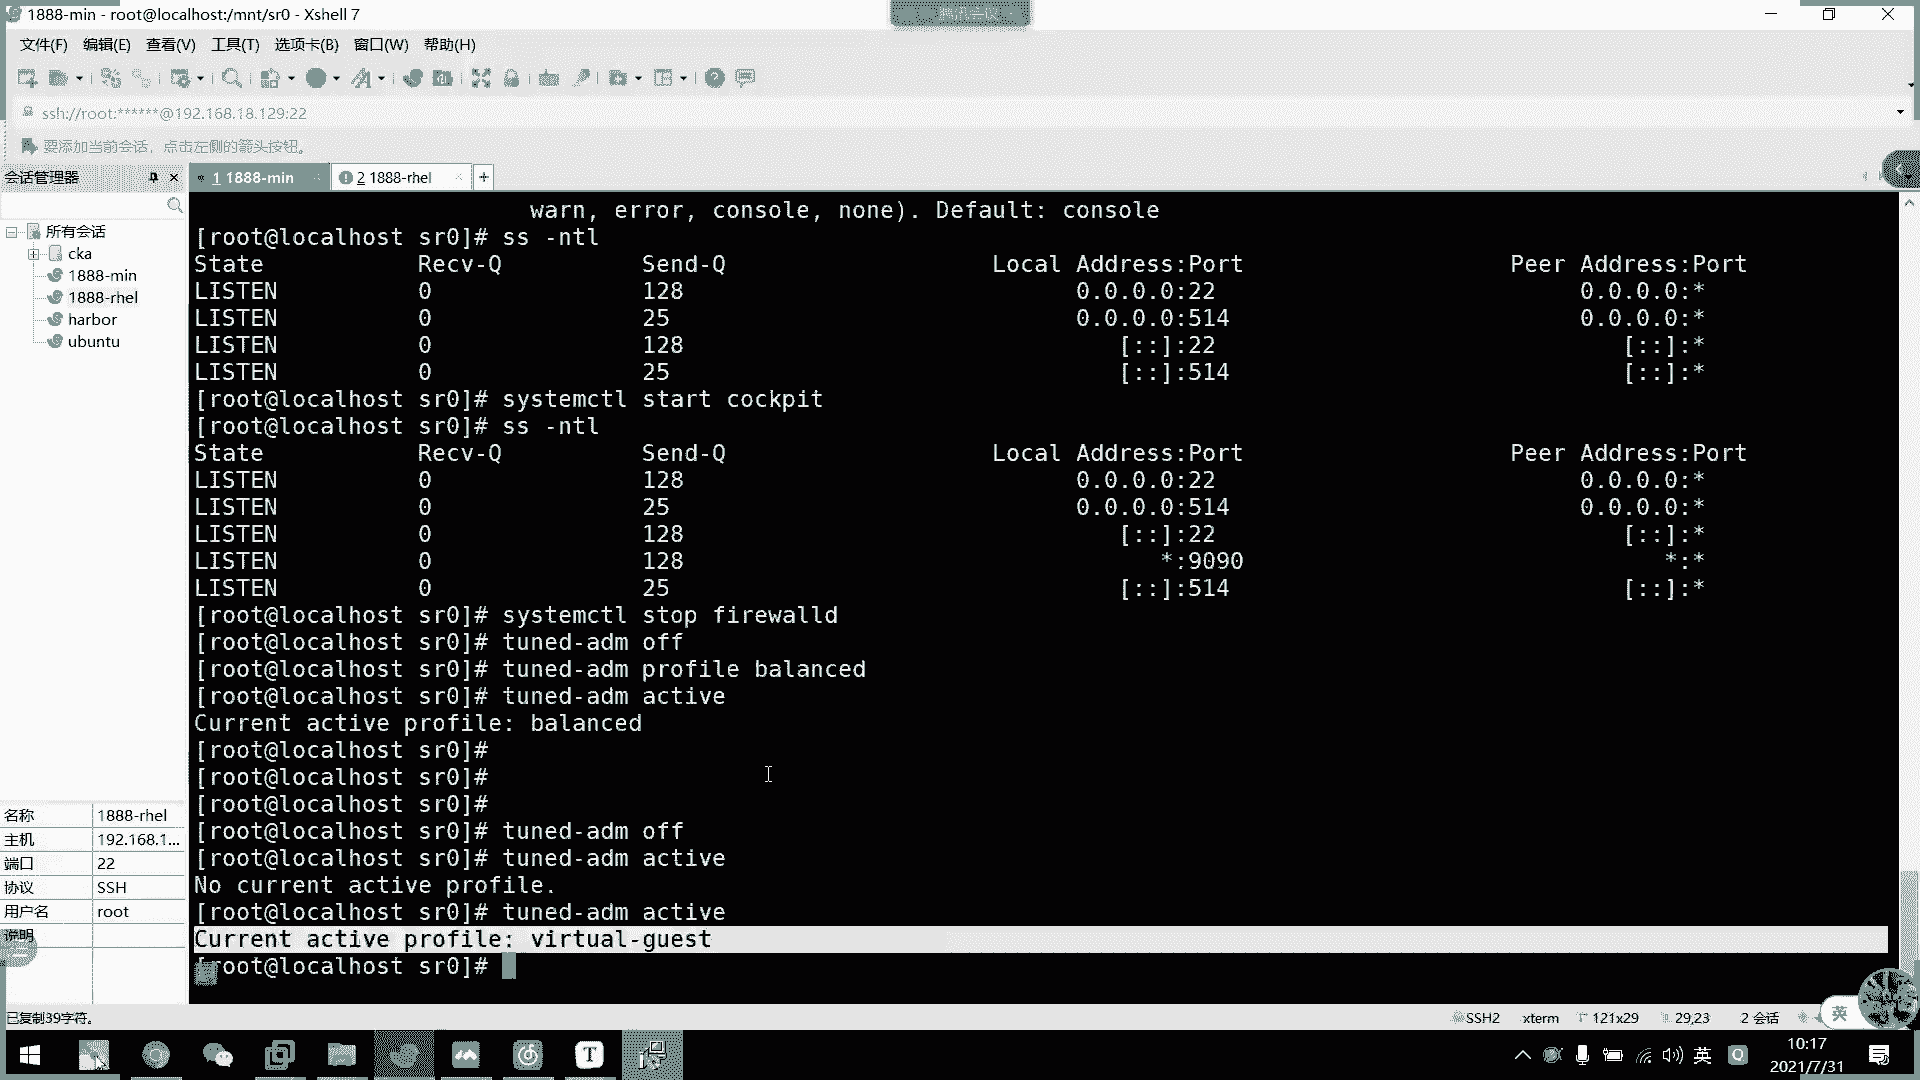 1888-min - root@localhost:/mnt/sr0 - Xshell 7
腾讯会议
文件(F) 编辑(E) 查看(V) 工具(T) 选项卡(B) 窗口(W) 帮助(H)
ssh://root:******@192.168.18.129:22
要添加当前会话，点击左侧的箭头按钮。
会话管理器
1 1888-min
2 1888-rhel
+
所有会话
cka
1888-min
1888-rhel
harbor
ubuntu
名称 1888-rhel
主机 192.168.1...
端口 22
协议 SSH
用户名 root
说明
warn, error, console, none). Default: console
[root@localhost sr0]# ss -ntl
State Recv-Q Send-Q Local Address:Port Peer Address:Port
LISTEN 0 128 0.0.0.0:22 0.0.0.0:*
LISTEN 0 25 0.0.0.0:514 0.0.0.0:*
LISTEN 0 128 [::]:22 [::]:*
LISTEN 0 25 [::]:514 [::]:*
[root@localhost sr0]# systemctl start cockpit
[root@localhost sr0]# ss -ntl
State Recv-Q Send-Q Local Address:Port Peer Address:Port
LISTEN 0 128 0.0.0.0:22 0.0.0.0:*
LISTEN 0 25 0.0.0.0:514 0.0.0.0:*
LISTEN 0 128 [::]:22 [::]:*
LISTEN 0 128 *:9090 *:*
LISTEN 0 25 [::]:514 [::]:*
[root@localhost sr0]# systemctl stop firewalld
[root@localhost sr0]# tuned-adm off
[root@localhost sr0]# tuned-adm profile balanced
[root@localhost sr0]# tuned-adm active
Current active profile: balanced
[root@localhost sr0]#
[root@localhost sr0]#
[root@localhost sr0]#
[root@localhost sr0]# tuned-adm off
[root@localhost sr0]# tuned-adm active
No current active profile.
[root@localhost sr0]# tuned-adm active
Current active profile: virtual-guest
[root@localhost sr0]#
已复制39字符。
SSH2 xterm 121x29 29,23 2 会话
英
T
英
Q
10:17
2021/7/31